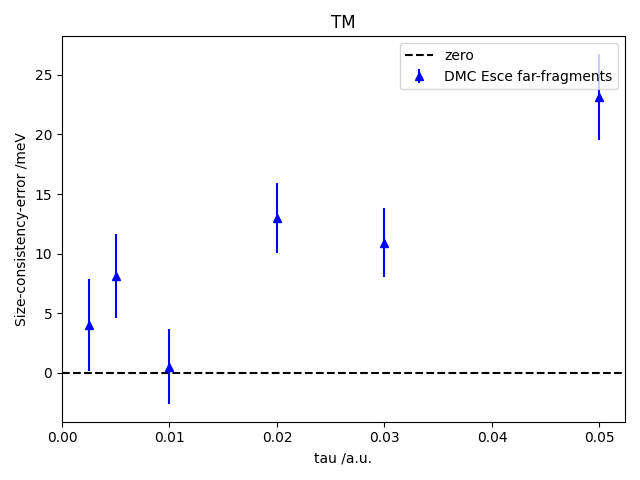 TM
zero
DMC Esce far-fragments
Size-consistency-error /meV
25
20
15
10
5
0
0.00
0.01
0.02
0.03
0.04
0.05
tau /a.u.